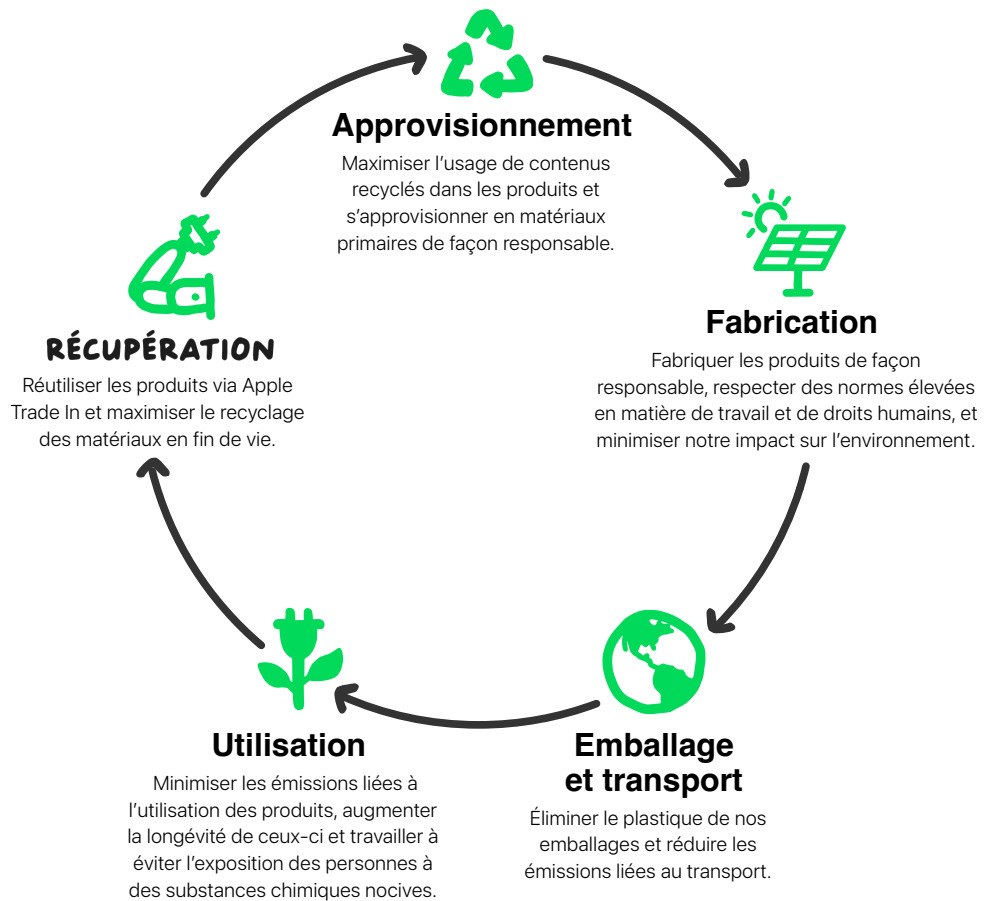 Approvisionnement
Maximiser l’usage de contenus
recyclés dans les produits et
s’approvisionner en matériaux
primaires de façon responsable.
Fabrication
Fabriquer les produits de façon
responsable, respecter des normes élevées
en matière de travail et de droits humains, et
minimiser notre impact sur l’environnement.
Emballage
et transport
Éliminer le plastique de nos
emballages et réduire les
émissions liées au transport.
Utilisation
Minimiser les émissions liées à
l’utilisation des produits, augmenter
la longévité de ceux-ci et travailler à
éviter l’exposition des personnes à
des substances chimiques nocives.
RÉCUPÉRATION
Réutiliser les produits via Apple
Trade In et maximiser le recyclage
des matériaux en fin de vie.